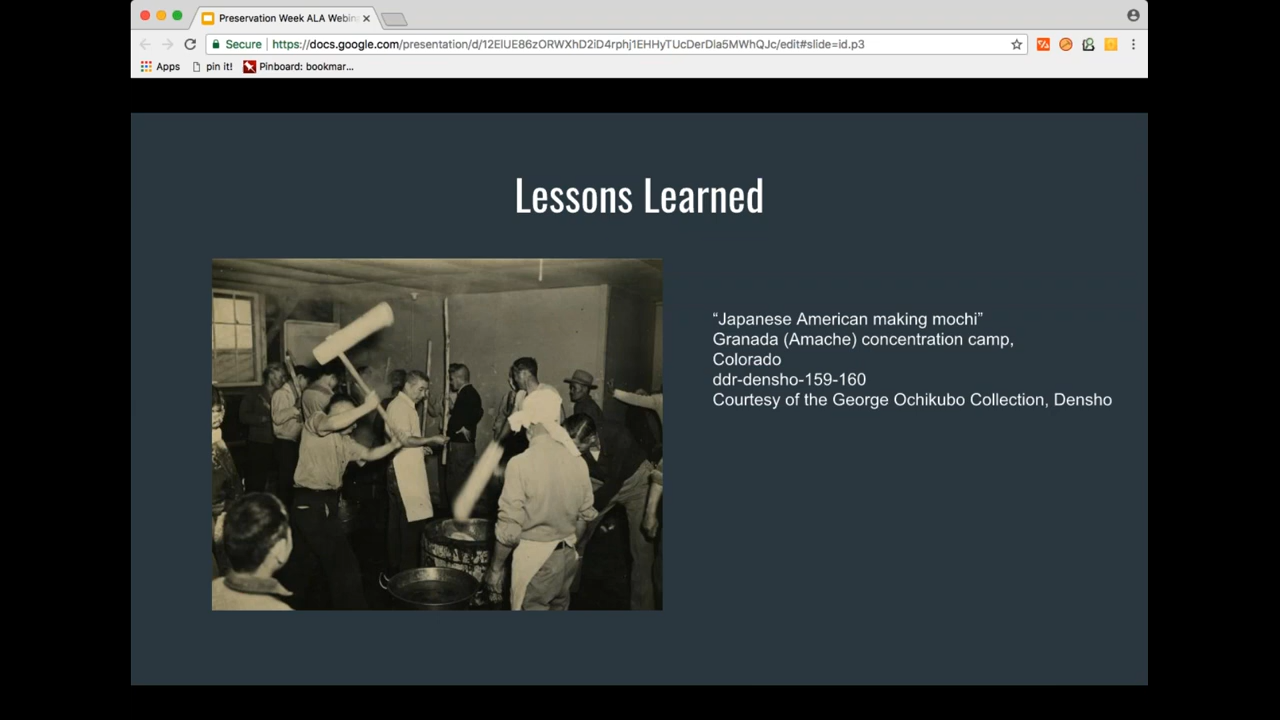 Preservation Week ALA Webin
Secure https://docs.google.com/presentation/d/12ElUE86zORWXhD2iD4rphj1EHHyTUcDerDla5MWhQJc/edit#slide=id.p3
Apps pin it! Pinboard: bookmar...
Lessons Learned
“Japanese American making mochi”
Granada (Amache) concentration camp,
Colorado
ddr-densho-159-160
Courtesy of the George Ochikubo Collection, Densho